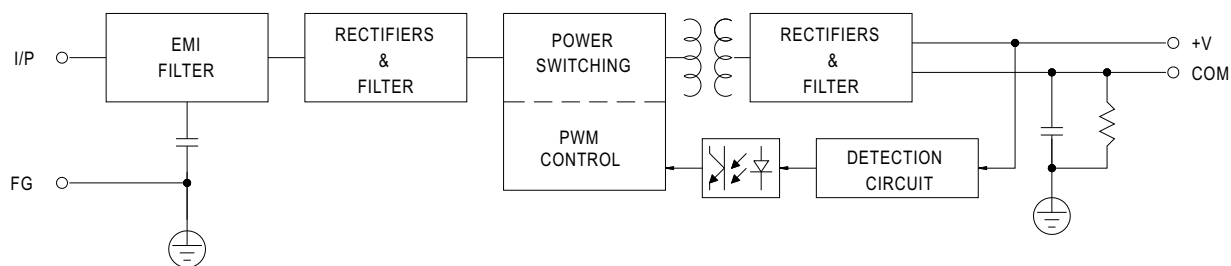 I/P
EMI
FILTER
RECTIFIERS
&
FILTER
POWER
SWITCHING
PWM
CONTROL
RECTIFIERS
&
FILTER
+V
COM
DETECTION
CIRCUIT
FG